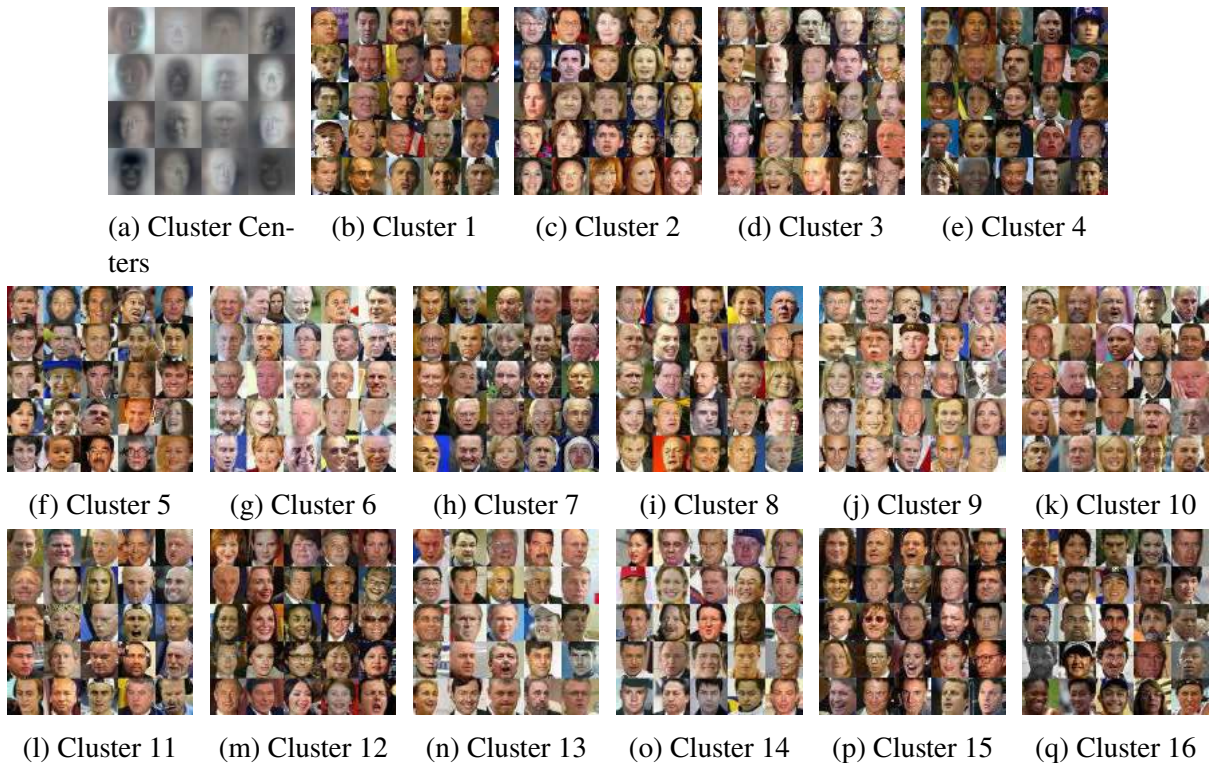 (a) Cluster Cen-
ters
(b) Cluster 1
(c) Cluster 2
(d) Cluster 3
(e) Cluster 4
(f) Cluster 5
(g) Cluster 6
(h) Cluster 7
(i) Cluster 8
(j) Cluster 9
(k) Cluster 10
(l) Cluster 11
(m) Cluster 12
(n) Cluster 13
(o) Cluster 14
(p) Cluster 15
(q) Cluster 16